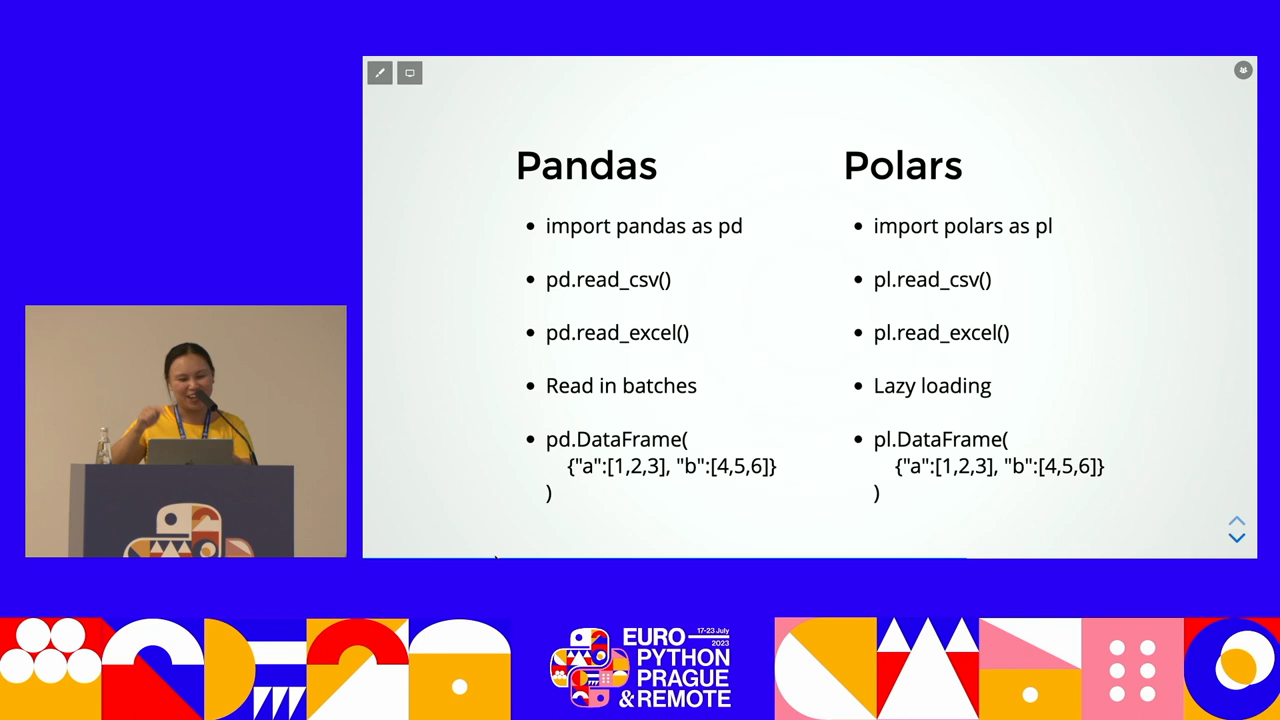 Pandas
import pandas as pd
pd.read_csv()
pd.read_excel()
Read in batches
pd.DataFrame(
{"a":[1,2,3], "b":[4,5,6]}
)
Polars
import polars as pl
pl.read_csv()
pl.read_excel()
Lazy loading
pl.DataFrame(
{"a":[1,2,3], "b":[4,5,6]}
)
EURO 17-23 July 2023
PYTHON
PRAGUE
& REMOTE